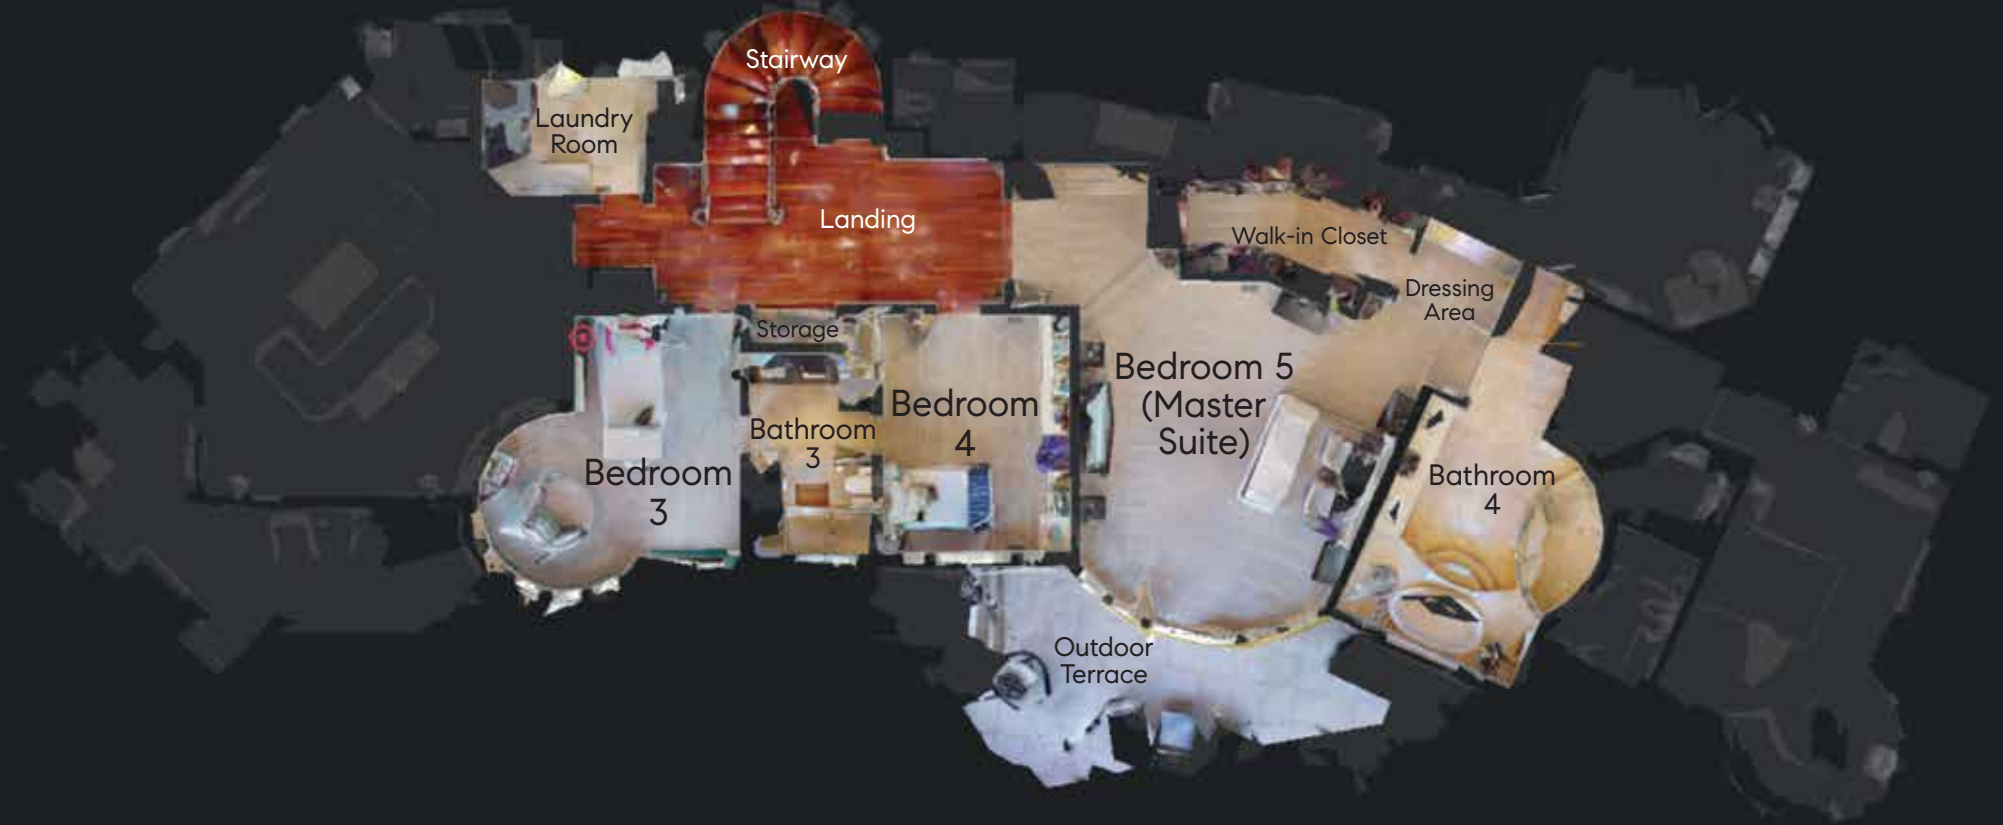 Stairway
Laundry
Room
Landing
Walk-in Closet
Dressing
Area
Storage
Bedroom 5
(Master
Suite)
Bedroom
4
Bathroom
3
Bedroom
3
Bathroom
4
Outdoor
Terrace